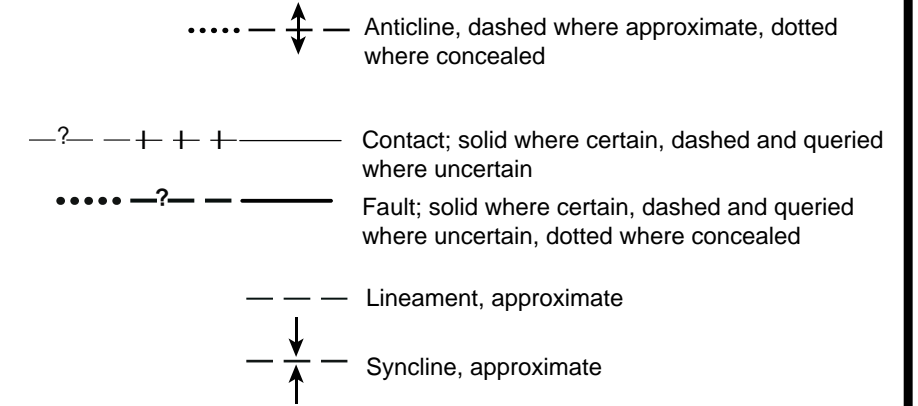 Anticline, dashed where approximate, dotted
where concealed
? Contact; solid where certain, dashed and queried
where uncertain
? Fault; solid where certain, dashed and queried
where uncertain, dotted where concealed
Lineament, approximate
Syncline, approximate